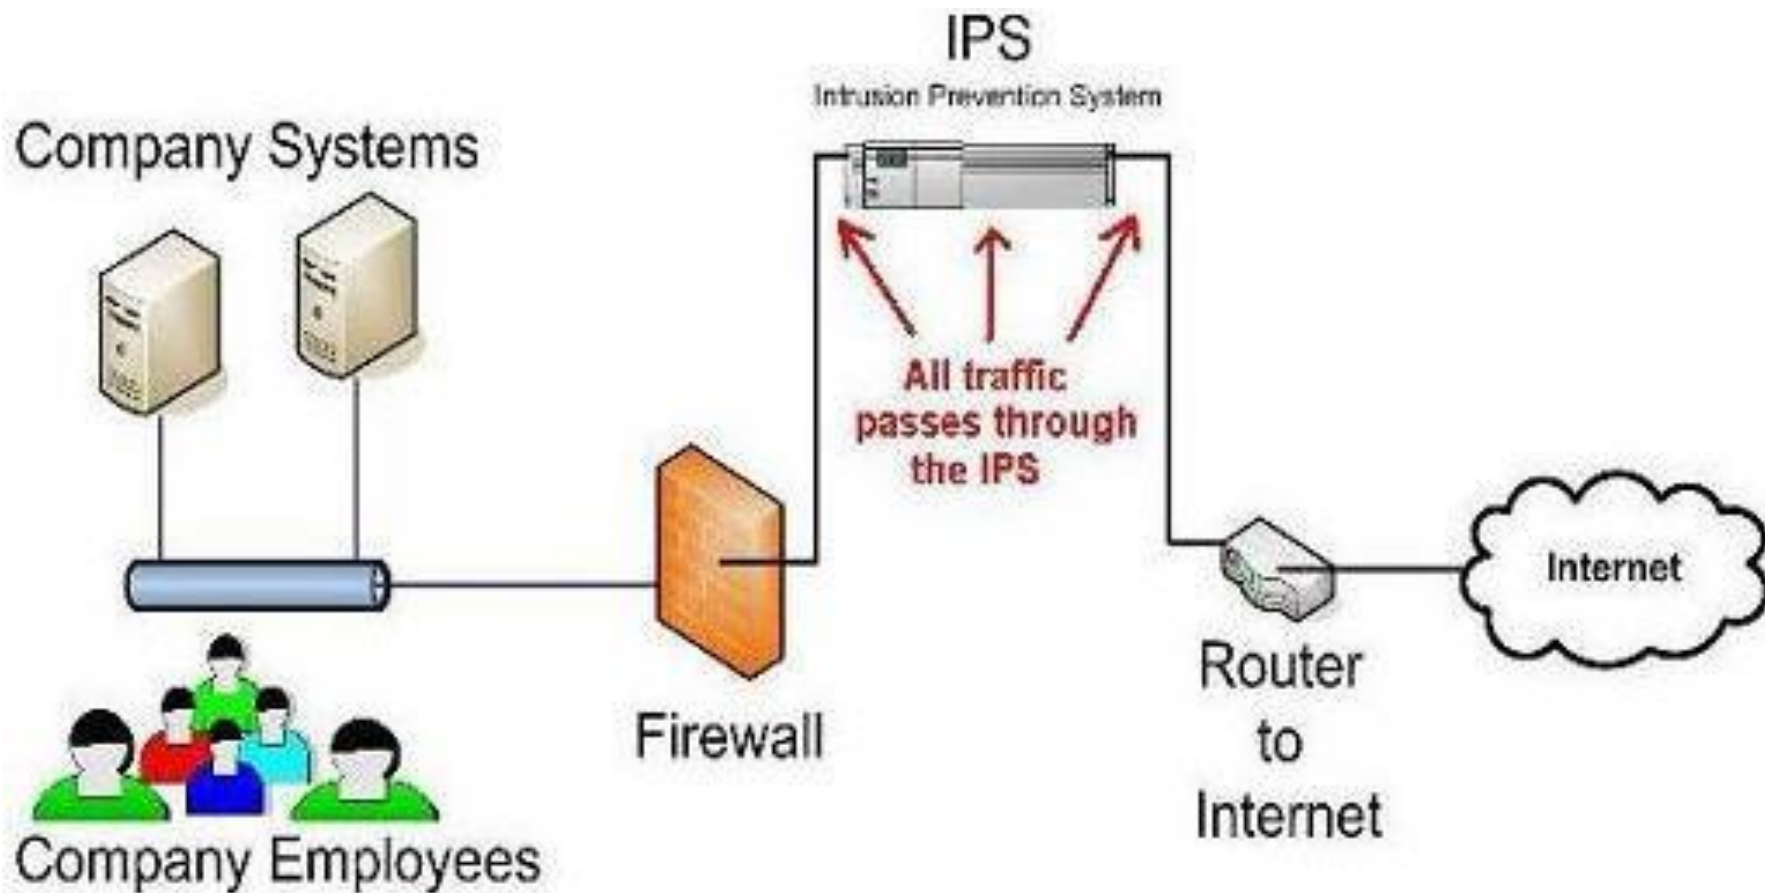 IPS
Intrusion Prevention System
Company Systems
All traffic
passes through
the IPS
Internet
Firewall
Router
to
Internet
Company Employees